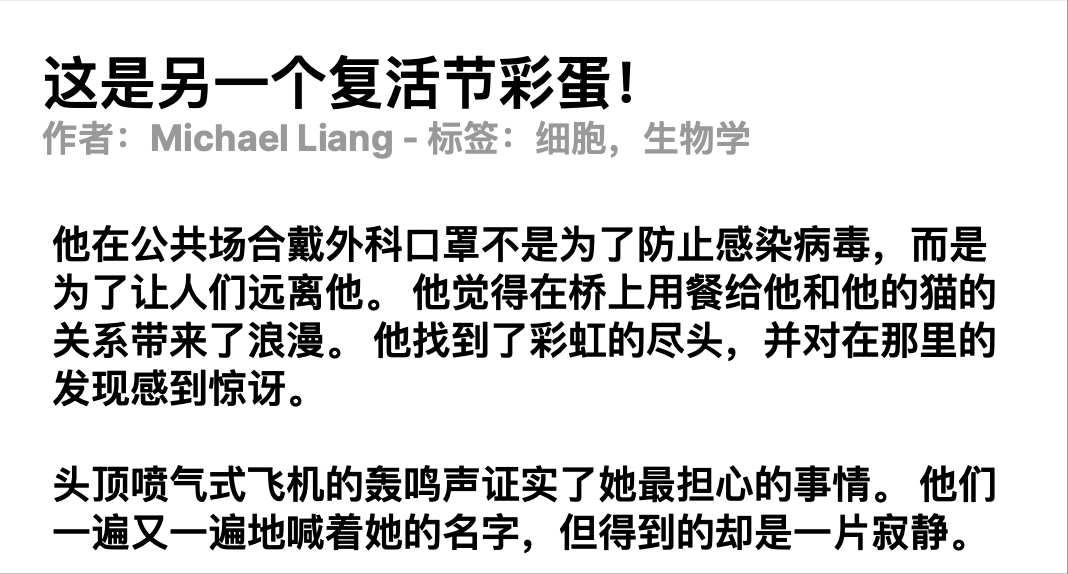 这是另一个复活节彩蛋！
作者：Michael Liang - 标签：细胞，生物学
他在公共场合戴外科口罩不是为了防止感染病毒，而是
为了让人们远离他。 他觉得在桥上用餐给他和他的猫的
关系带来了浪漫。 他找到了彩虹的尽头，并对在那里的
发现感到惊讶。
头顶喷气式飞机的轰鸣声证实了她最担心的事情。 他们
一遍又一遍地喊着她的名字，但得到的却是一片寂静。